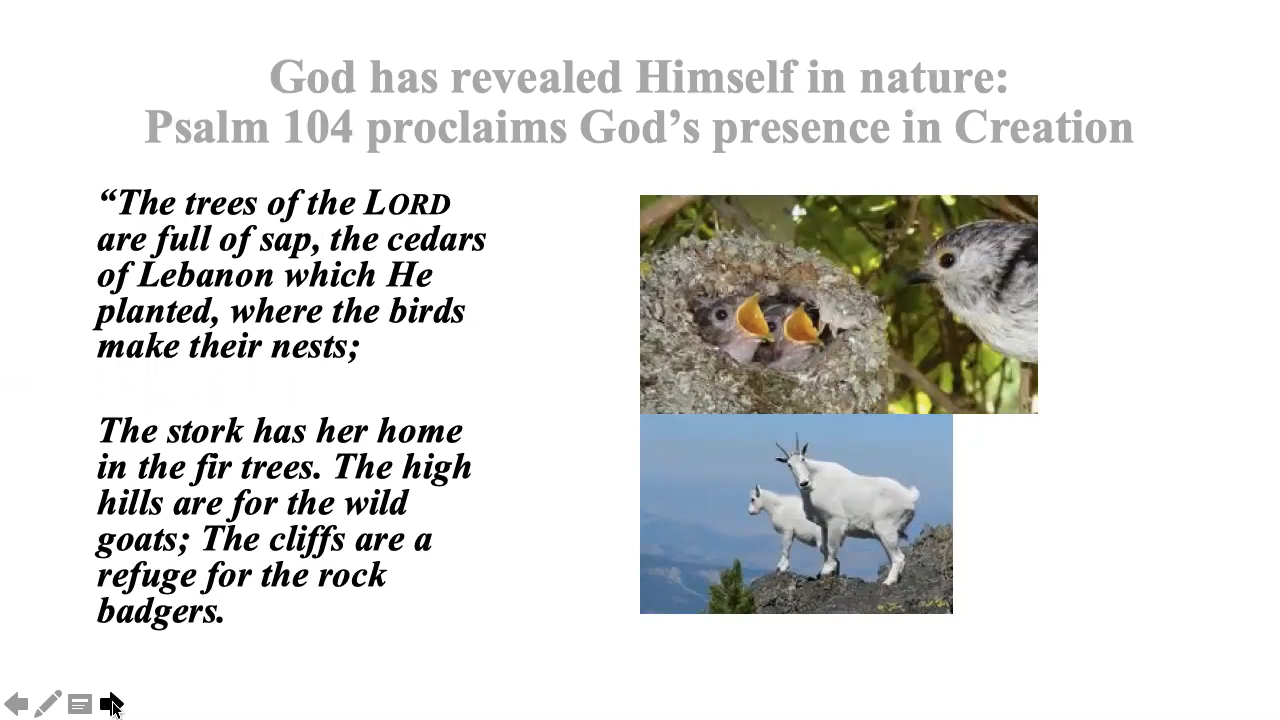 God has revealed Himself in nature:
Psalm 104 proclaims God’s presence in Creation
“The trees of the LORD
are full of sap, the cedars
of Lebanon which He
planted, where the birds
make their nests;
The stork has her home
in the fir trees. The high
hills are for the wild
goats; The cliffs are a
refuge for the rock
badgers.